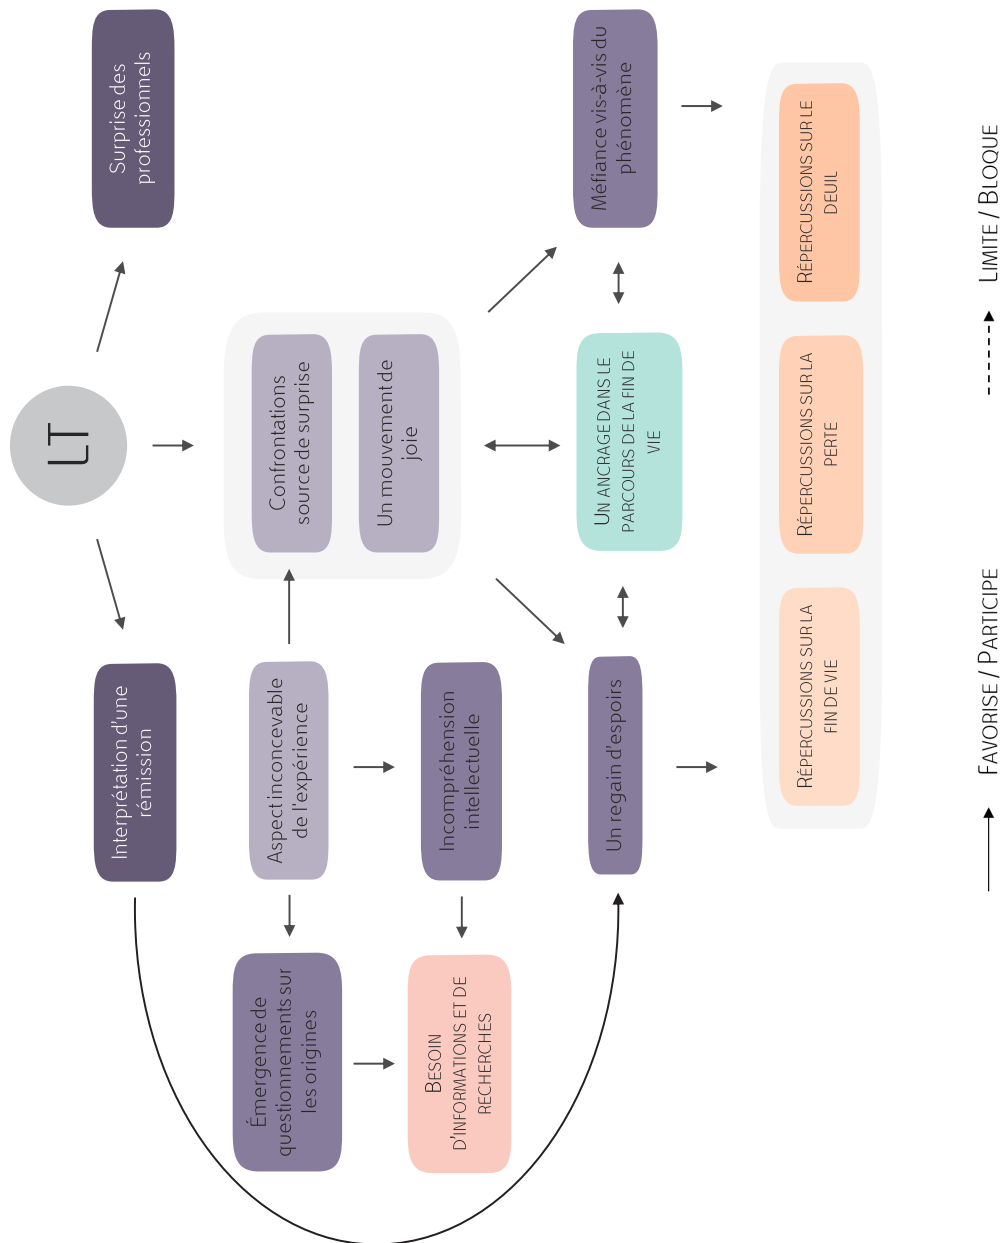 LT
Interprétation d'une
rémission
Surprise des
professionnels
Émergence de
questionnements sur
les origines
Aspect inconcevable
de l'expérience
Confrontations
source de surprise
Un mouvement de
joie
Besoin
d'informations et de
recherches
Incompréhension
intellectuelle
Un regain d'espoirs
Un ancrage dans le
parcours de la fin de
vie
Méfiance vis-à-vis du
phénomène
Répercussions sur la
fin de vie
Répercussions sur la
perte
Répercussions sur le
deuil
Favorise / Participe
Limite / Bloque